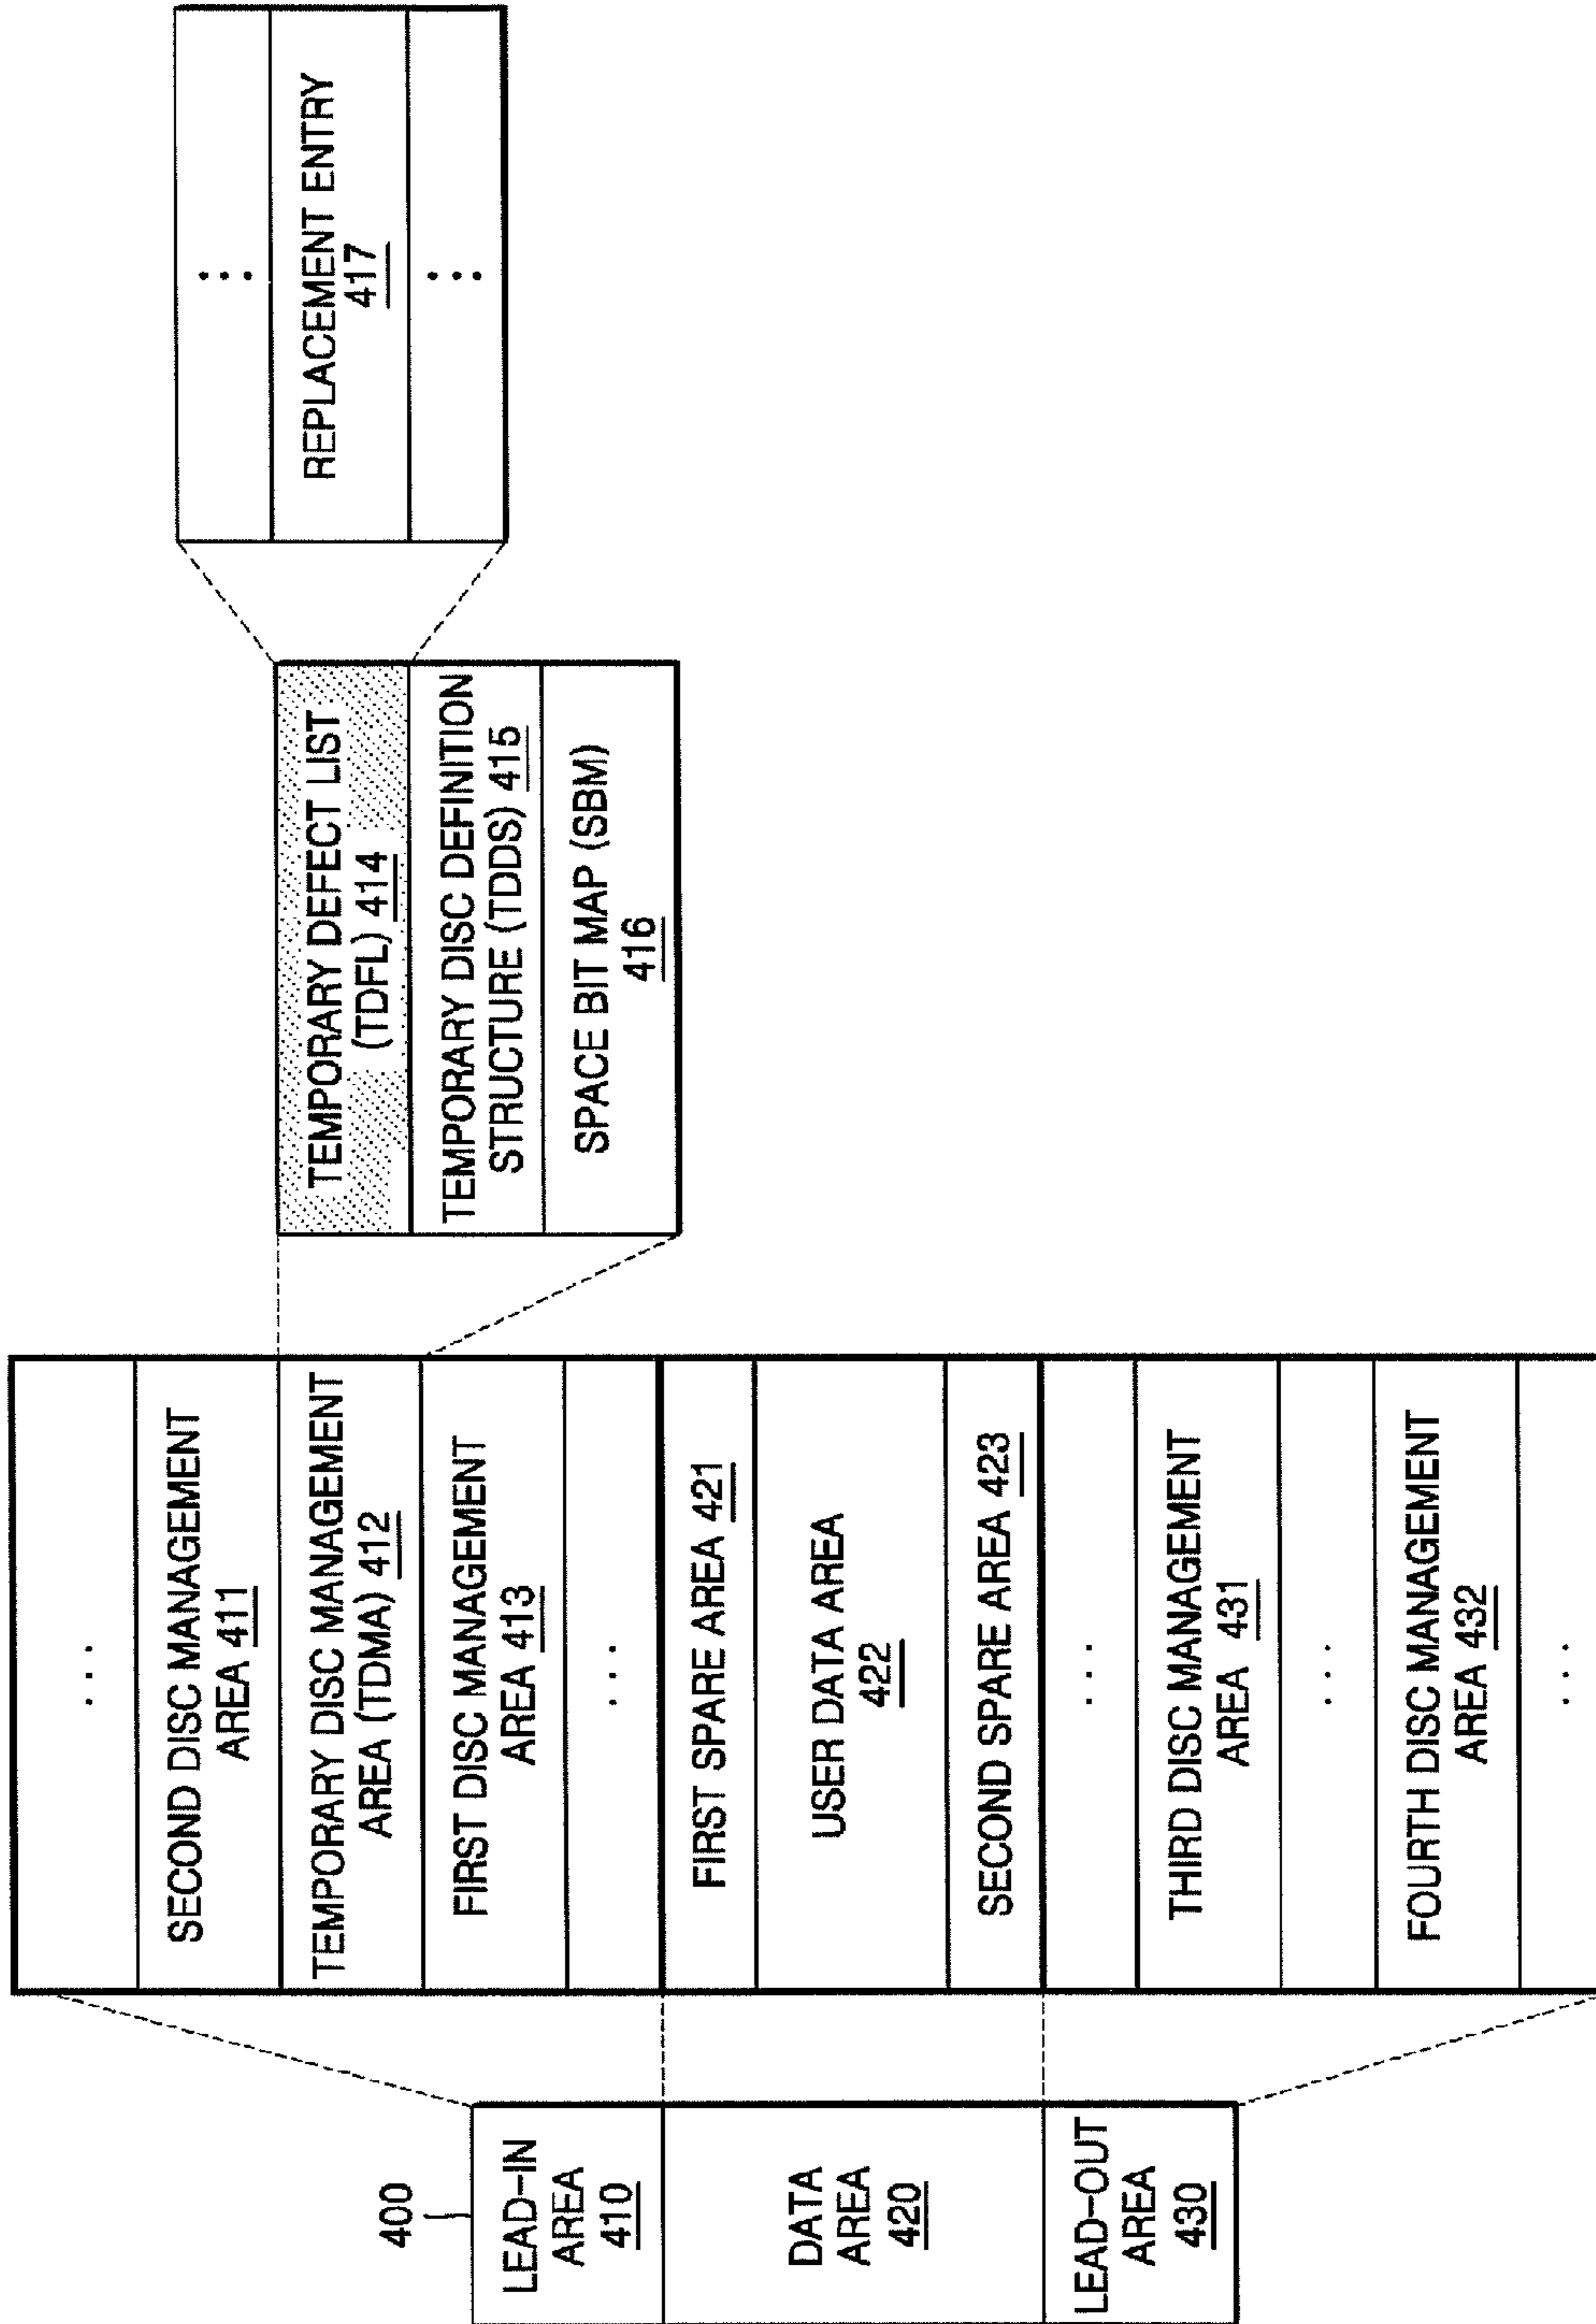 400
LEAD-IN
AREA
410
DATA
AREA
420
LEAD-OUT
AREA
430
...
SECOND DISC MANAGEMENT
AREA 411
TEMPORARY DISC MANAGEMENT
AREA (TDMA) 412
FIRST DISC MANAGEMENT
AREA 413
...
FIRST SPARE AREA 421
USER DATA AREA
422
SECOND SPARE AREA 423
...
THIRD DISC MANAGEMENT
AREA 431
...
FOURTH DISC MANAGEMENT
AREA 432
...
TEMPORARY DEFECT LIST
(TDFL) 414
TEMPORARY DISC DEFINITION
STRUCTURE (TDDS) 415
SPACE BIT MAP (SBM)
416
...
REPLACEMENT ENTRY
417
...